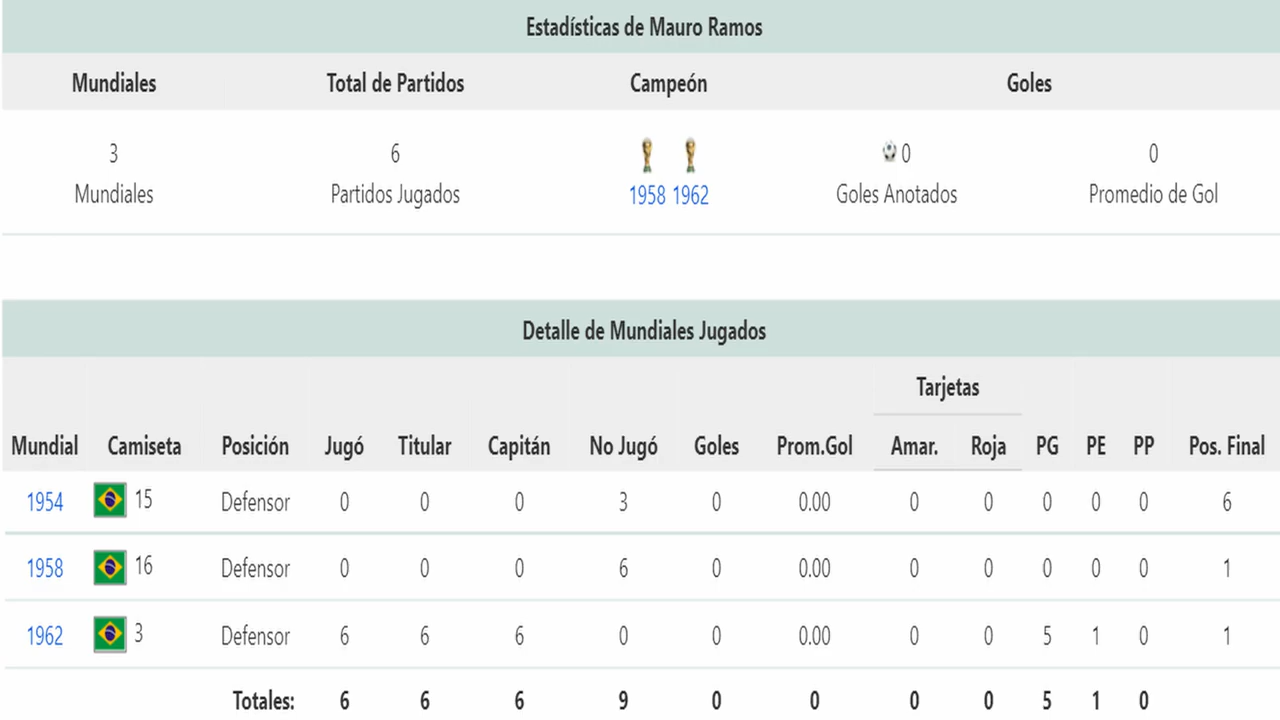 Estadísticas de Mauro Ramos
Mundiales Total de Partidos Campeón Goles
3 6 0 0
Mundiales Partidos Jugados 1958 1962 Goles Anotados Promedio de Gol
Detalle de Mundiales Jugados
Tarjetas
Mundial Camiseta Posición Jugó Titular Capitán No Jugó Goles Prom.Gol Amar. Roja PG PE PP Pos. Final
1954 15 Defensor 0 0 0 3 0 0.00 0 0 0 0 0 6
1958 16 Defensor 0 0 0 6 0 0.00 0 0 0 0 0 1
1962 3 Defensor 6 6 6 0 0 0.00 0 0 5 1 0 1
Totales: 6 6 6 9 0 0 0 0 5 1 0